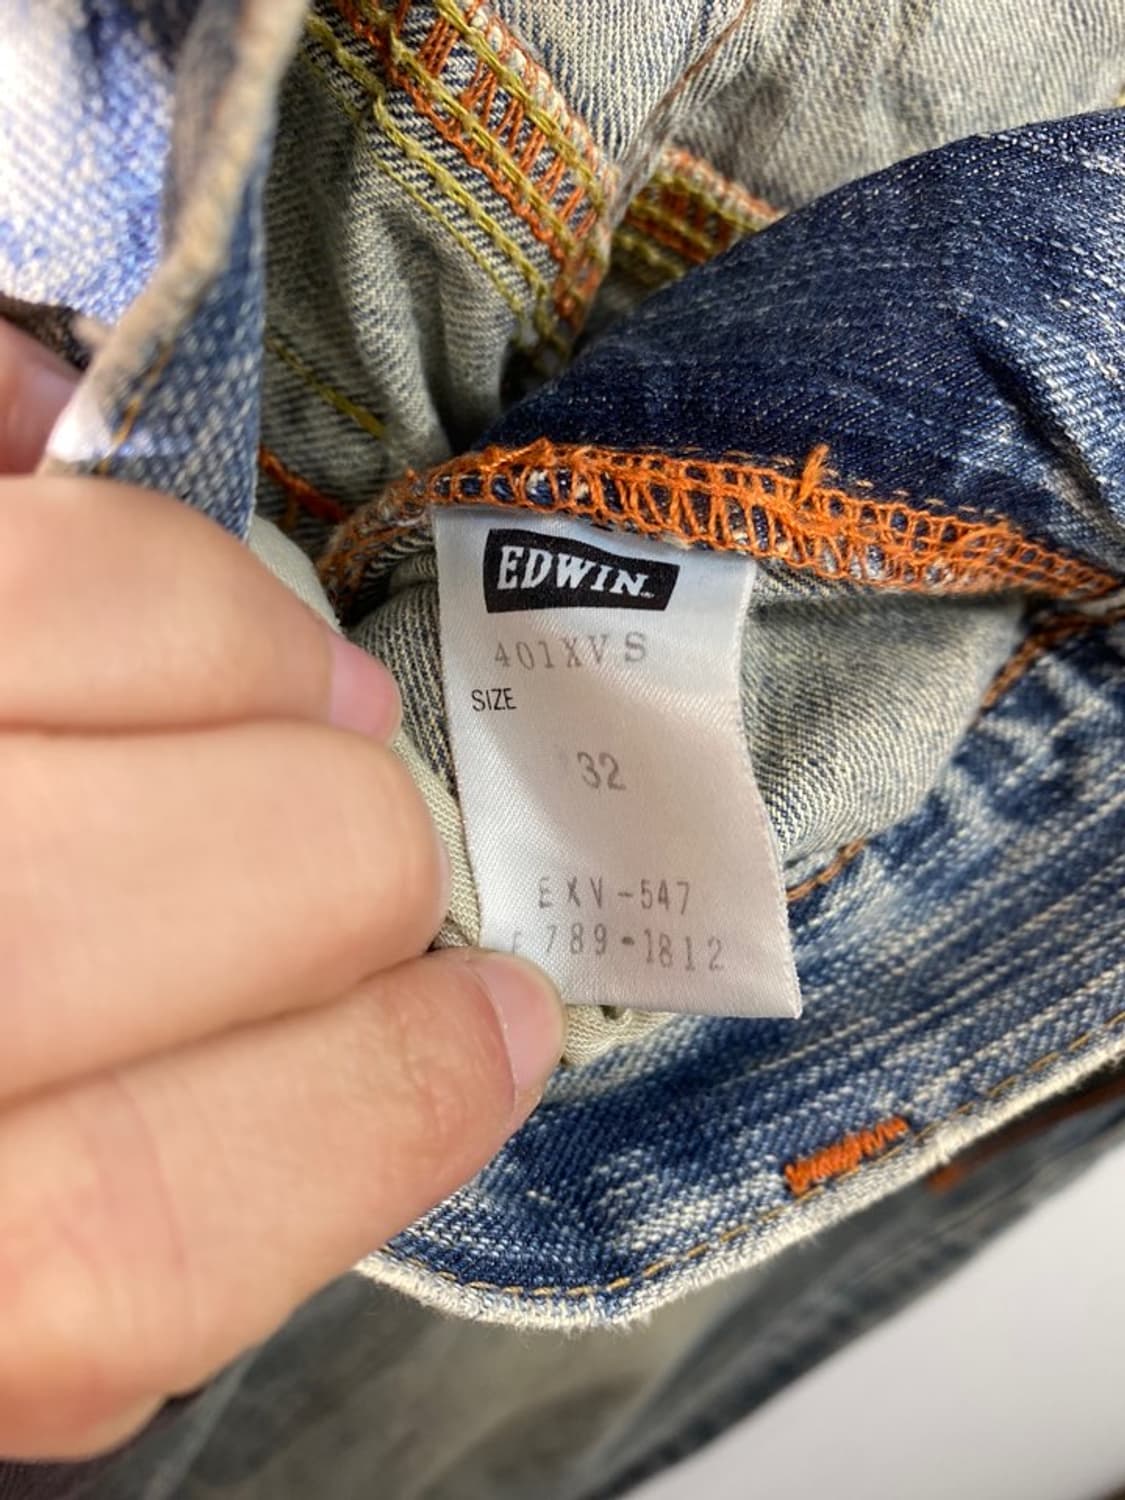 EDWIN
401XVS
SIZE
32
EXV-547
F 789-1812